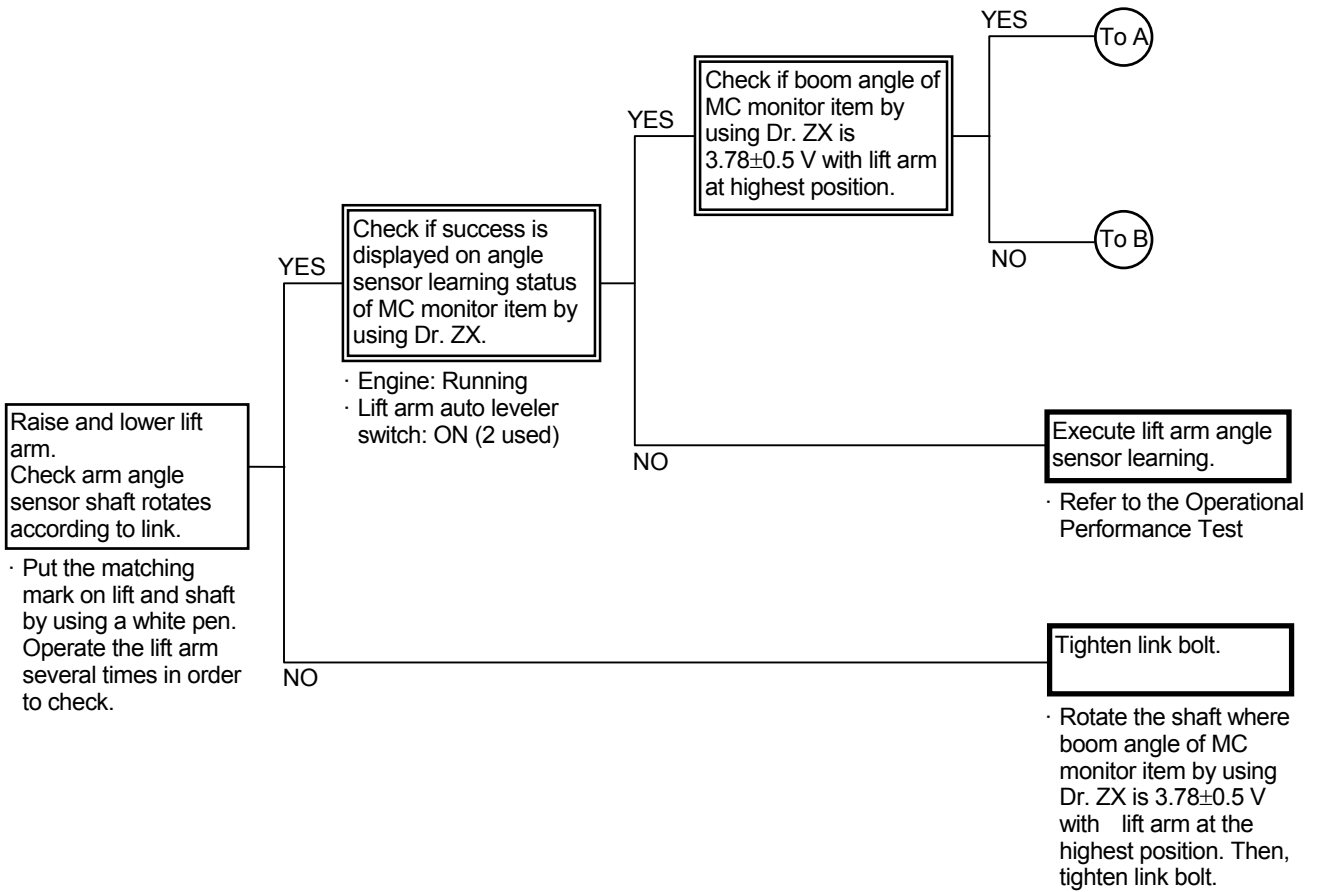 Raise and lower lift
arm.
Check arm angle
sensor shaft rotates
according to link.
· Put the matching
mark on lift and shaft
by using a white pen.
Operate the lift arm
several times in order
to check.
YES
Check if success is
displayed on angle
sensor learning status
of MC monitor item by
using Dr. ZX.
· Engine: Running
· Lift arm auto leveler
switch: ON (2 used)
YES
Check if boom angle of
MC monitor item by
using Dr. ZX is
3.78±0.5 V with lift arm
at highest position.
YES
To A
NO
To B
NO
Execute lift arm angle
sensor learning.
· Refer to the Operational
Performance Test
NO
Tighten link bolt.
· Rotate the shaft where
boom angle of MC
monitor item by using
Dr. ZX is 3.78±0.5 V
with lift arm at the
highest position. Then,
tighten link bolt.